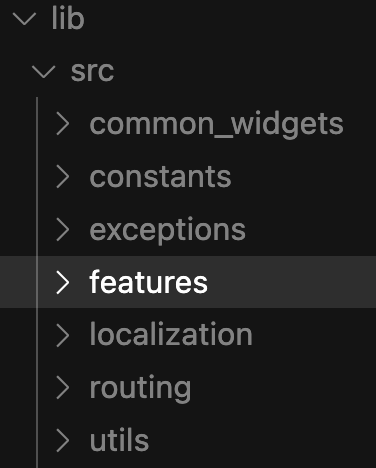 lib
src
common_widgets
constants
exceptions
features
localization
routing
utils